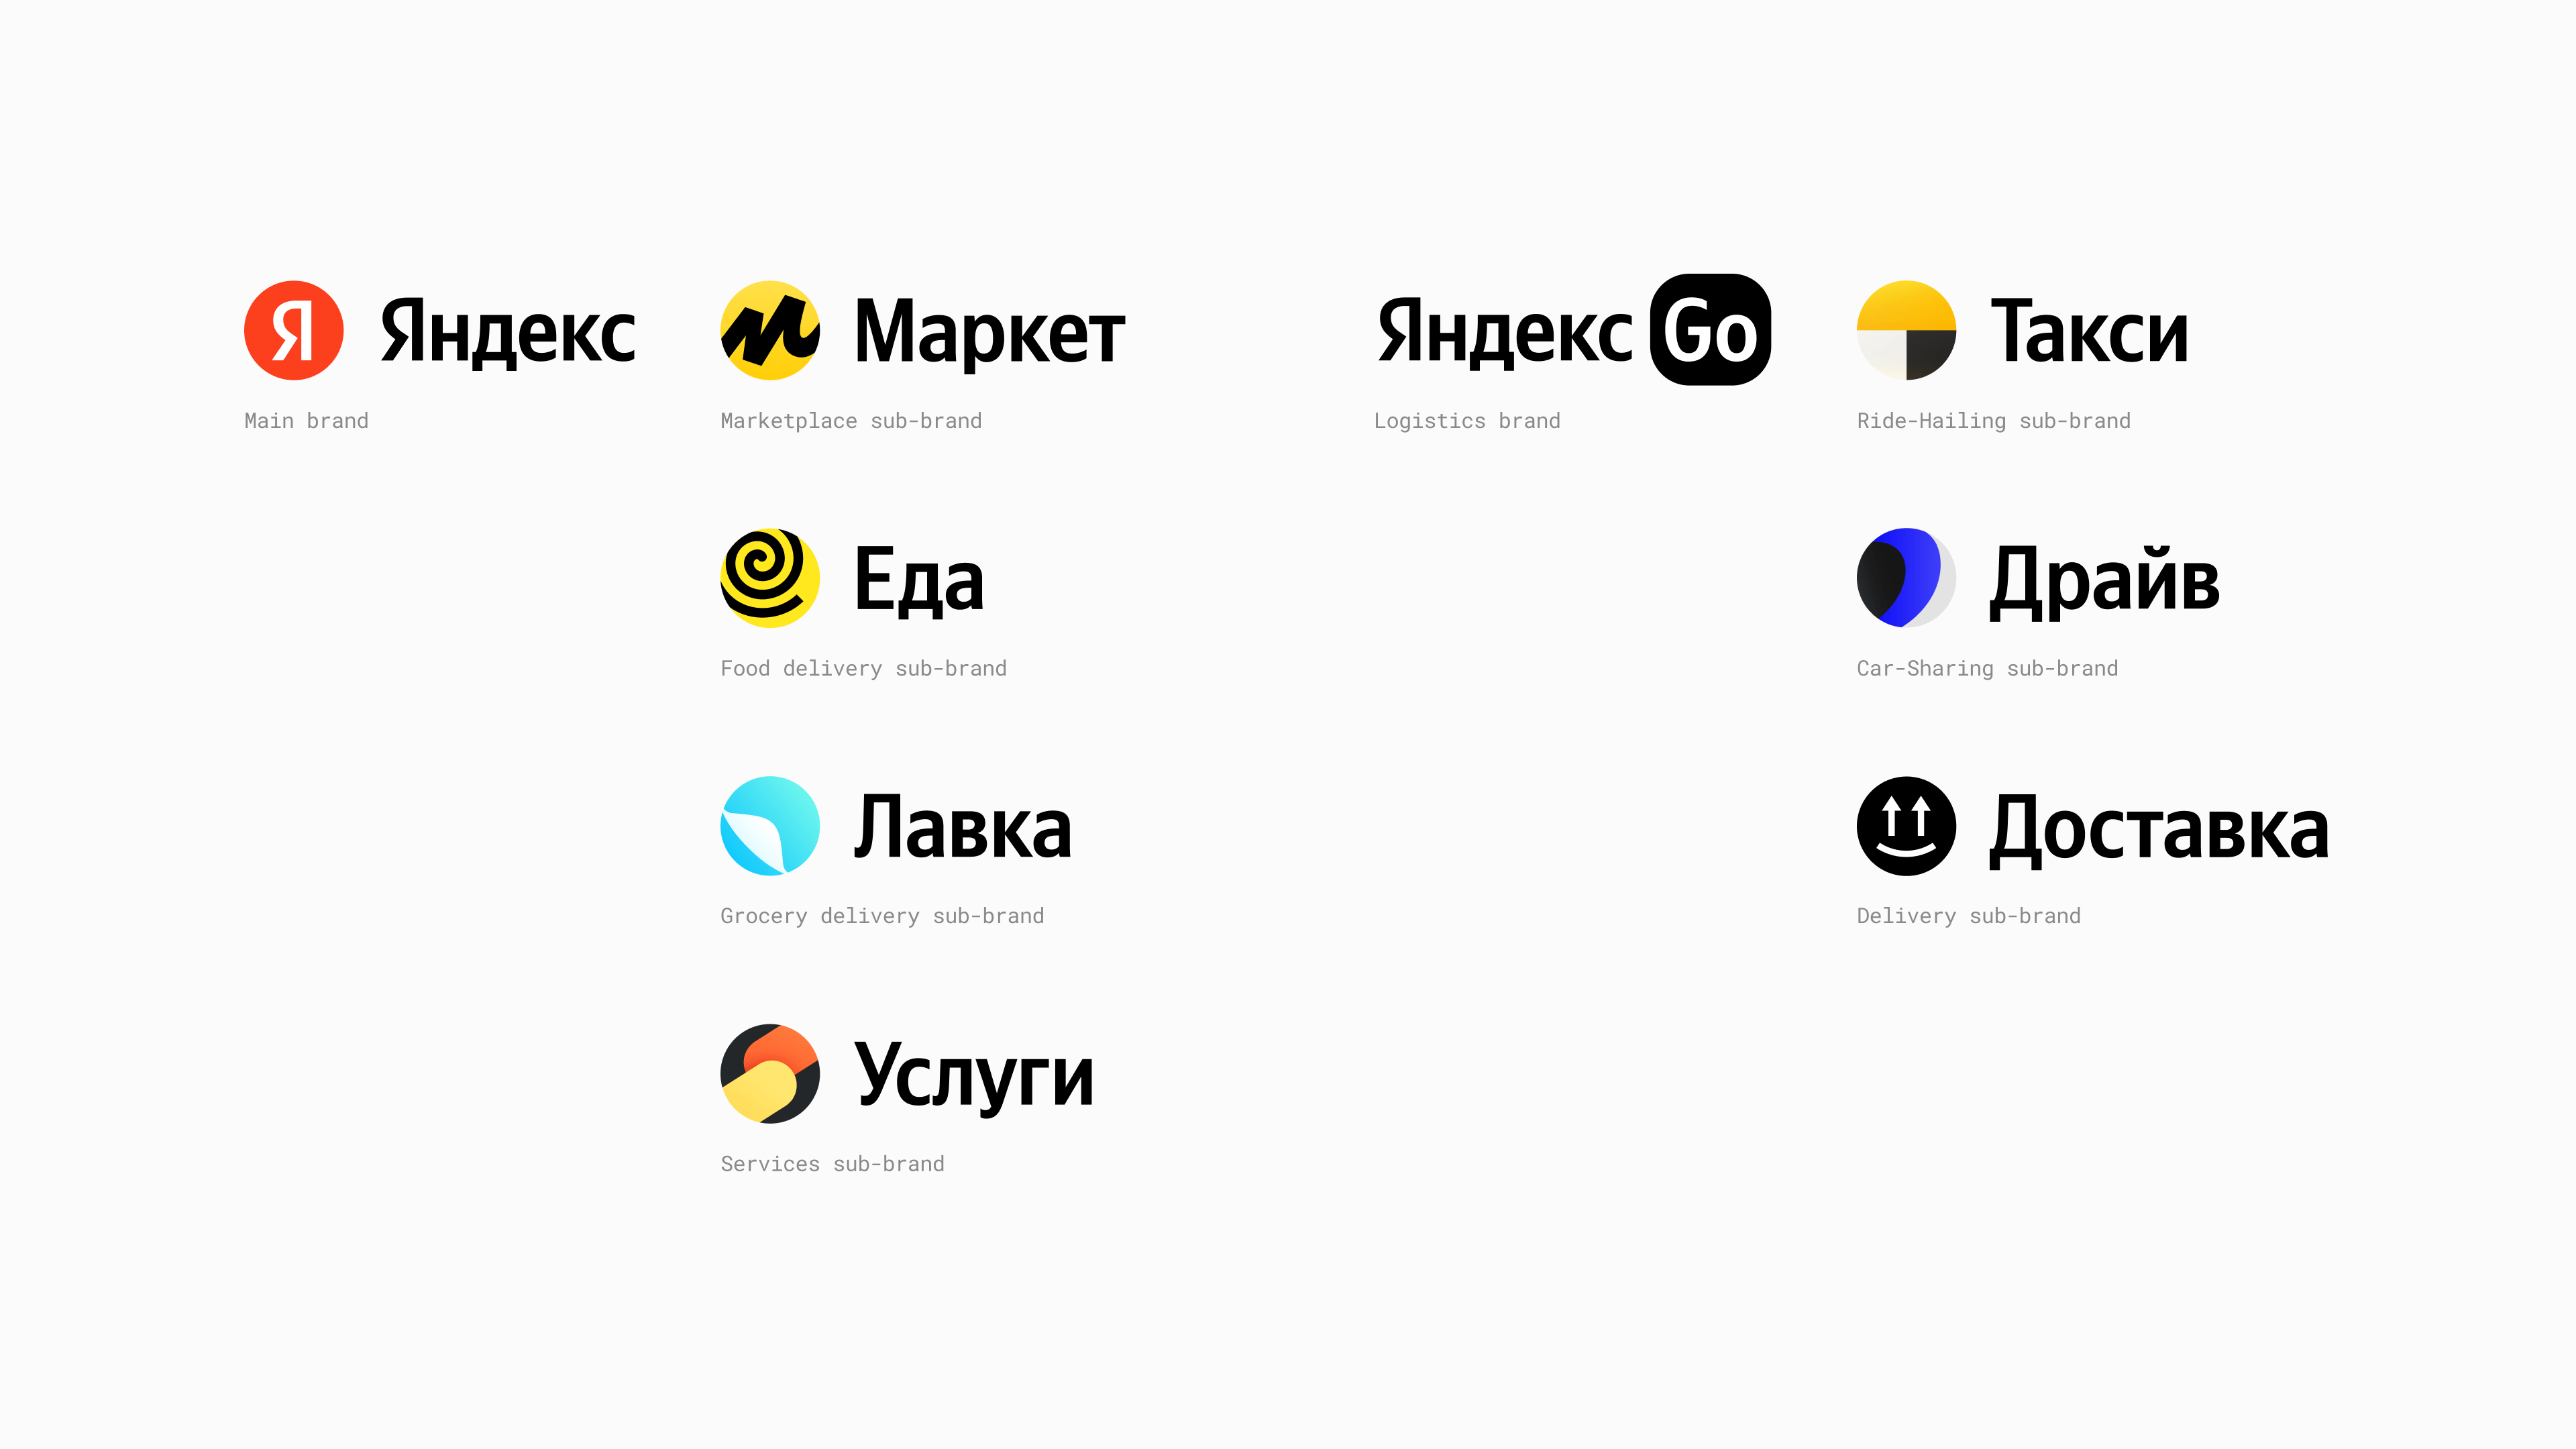 Я Яндекс
Main brand
Маркет
Marketplace sub-brand
Еда
Food delivery sub-brand
Лавка
Grocery delivery sub-brand
Услуги
Services sub-brand
Яндекс Go
Logistics brand
Такси
Ride-Hailing sub-brand
Драйв
Car-Sharing sub-brand
Доставка
Delivery sub-brand